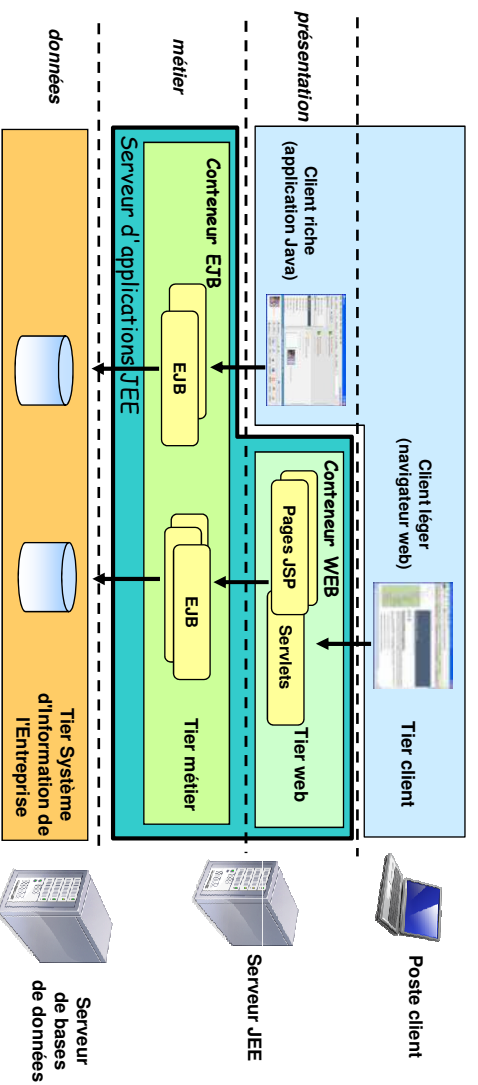 Client léger
(navigateur web)
Tier client
Poste client
présentation
Client riche
(application Java)
Conteneur WEB
Pages JSP
Servlets
Tier web
Serveur JEE
métier
Conteneur EJB
EJB
EJB
Tier métier
Serveur d'applications JEE
données
Tier Système
d'Information de
l'Entreprise
Serveur
de bases
de données